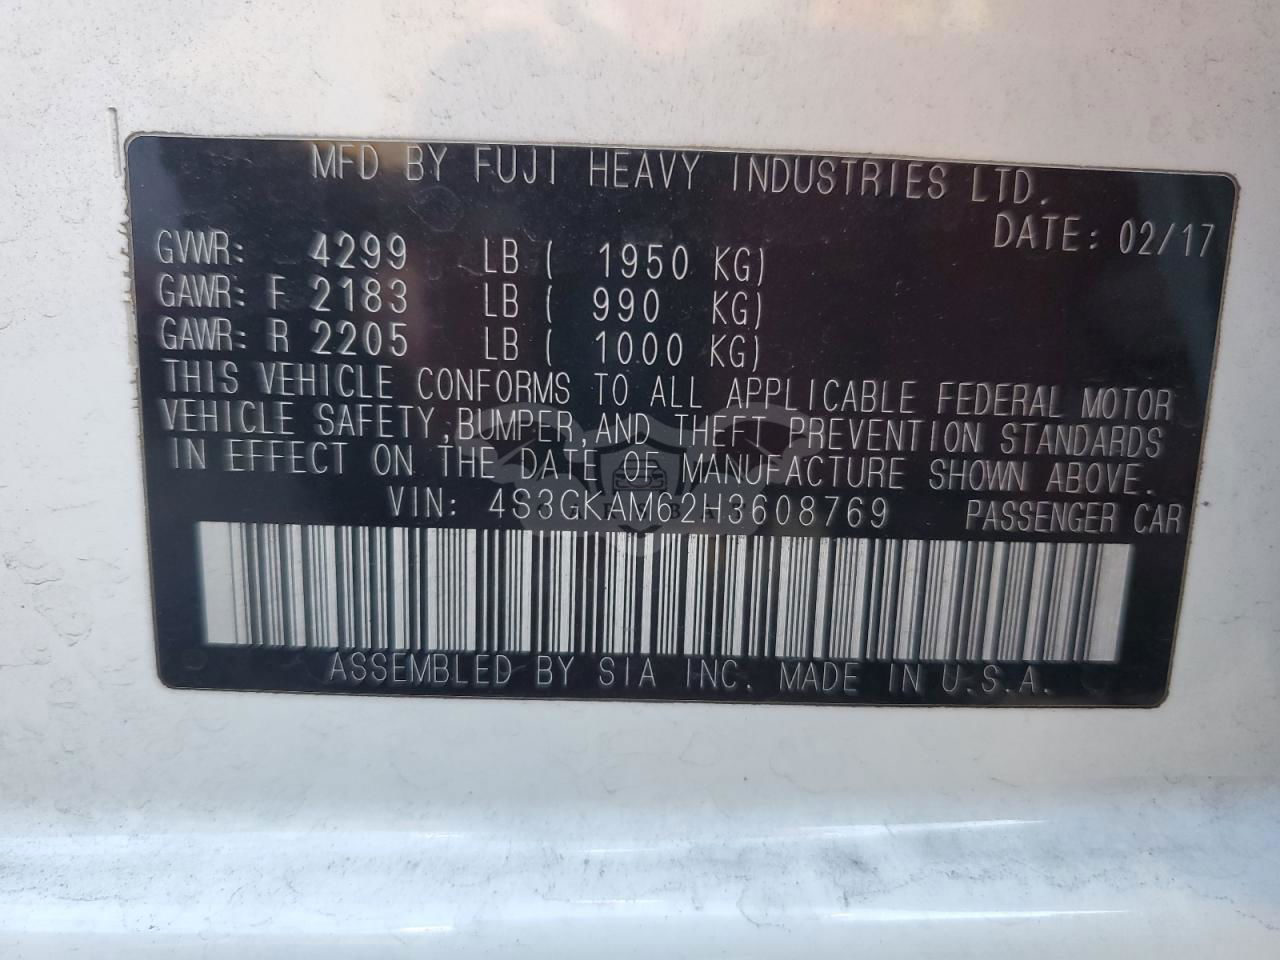 MFD BY FUJI HEAVY INDUSTRIES LTD.
DATE: 02/17
GVWR: 4299 LB ( 1950 KG)
GAWR: F 2183 LB ( 990 KG)
GAWR: R 2205 LB ( 1000 KG)
THIS VEHICLE CONFORMS TO ALL APPLICABLE FEDERAL MOTOR
VEHICLE SAFETY,BUMPER,AND THEFT PREVENTION STANDARDS
IN EFFECT ON THE DATE OF MANUFACTURE SHOWN ABOVE.
VIN: 4S3GKAM62H3608769 PASSENGER CAR
ASSEMBLED BY SIA INC. MADE IN U.S.A.